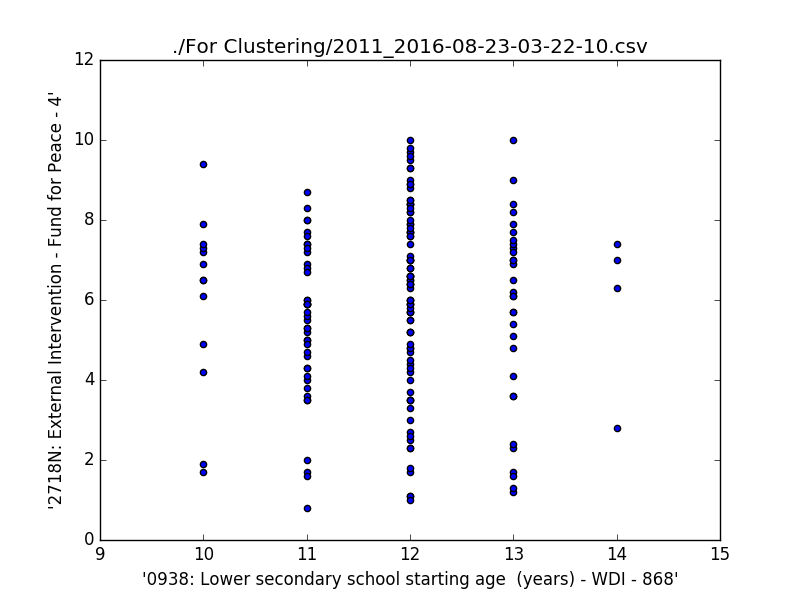 ./For Clustering/2011_2016-08-23-03-22-10.csv
'2718N: External Intervention - Fund for Peace - 4'
12
10
8
6
4
2
0
9 10 11 12 13 14 15
'0938: Lower secondary school starting age  (years) - WDI - 868'